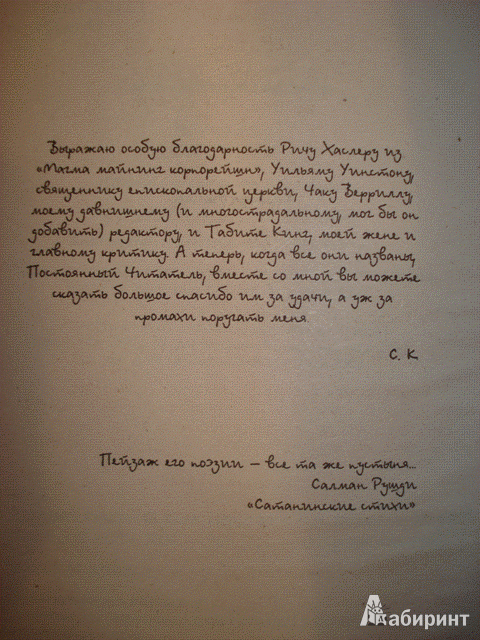 Выражаю особую благодарность Ричу Хаслеру из
«Магма майнинг корпорейшн», Уильяму Уинстону,
священнику епископальной церкви, Чаку Верриллу,
моему давнишнему (и многострадальному, мог бы он
добавить) редактору, и Табите Кинг, моей жене и
главному критику. А теперь, когда все они названы,
Постоянный Читатель, вместе со мной вы можете
сказать большое спасибо им за удачи, а уж за
промахи поругать меня.
С. К
Пейзаж его поэзии – все та же пустыня...
Салман Рушди
«Сатанинские стихи»
Лабиринт